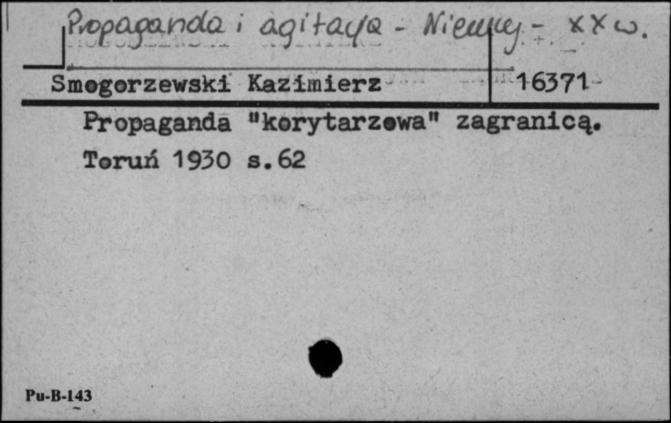 Propaganda i agitacja - Niemcy - XX w.
Smogorzewski Kazimierz 16371
Propaganda "korytarzowa" zagranicą.
Toruń 1930 s.62
Pu-B-143